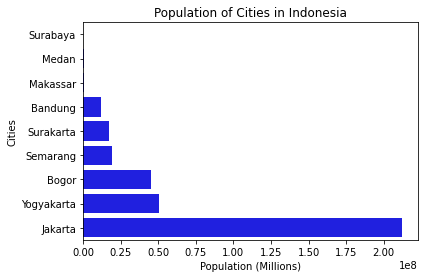 Population of Cities in Indonesia
Cities
Surabaya
Medan
Makassar
Bandung
Surakarta
Semarang
Bogor
Yogyakarta
Jakarta
0.00 0.25 0.50 0.75 1.00 1.25 1.50 1.75 2.00
1e8
Population (Millions)